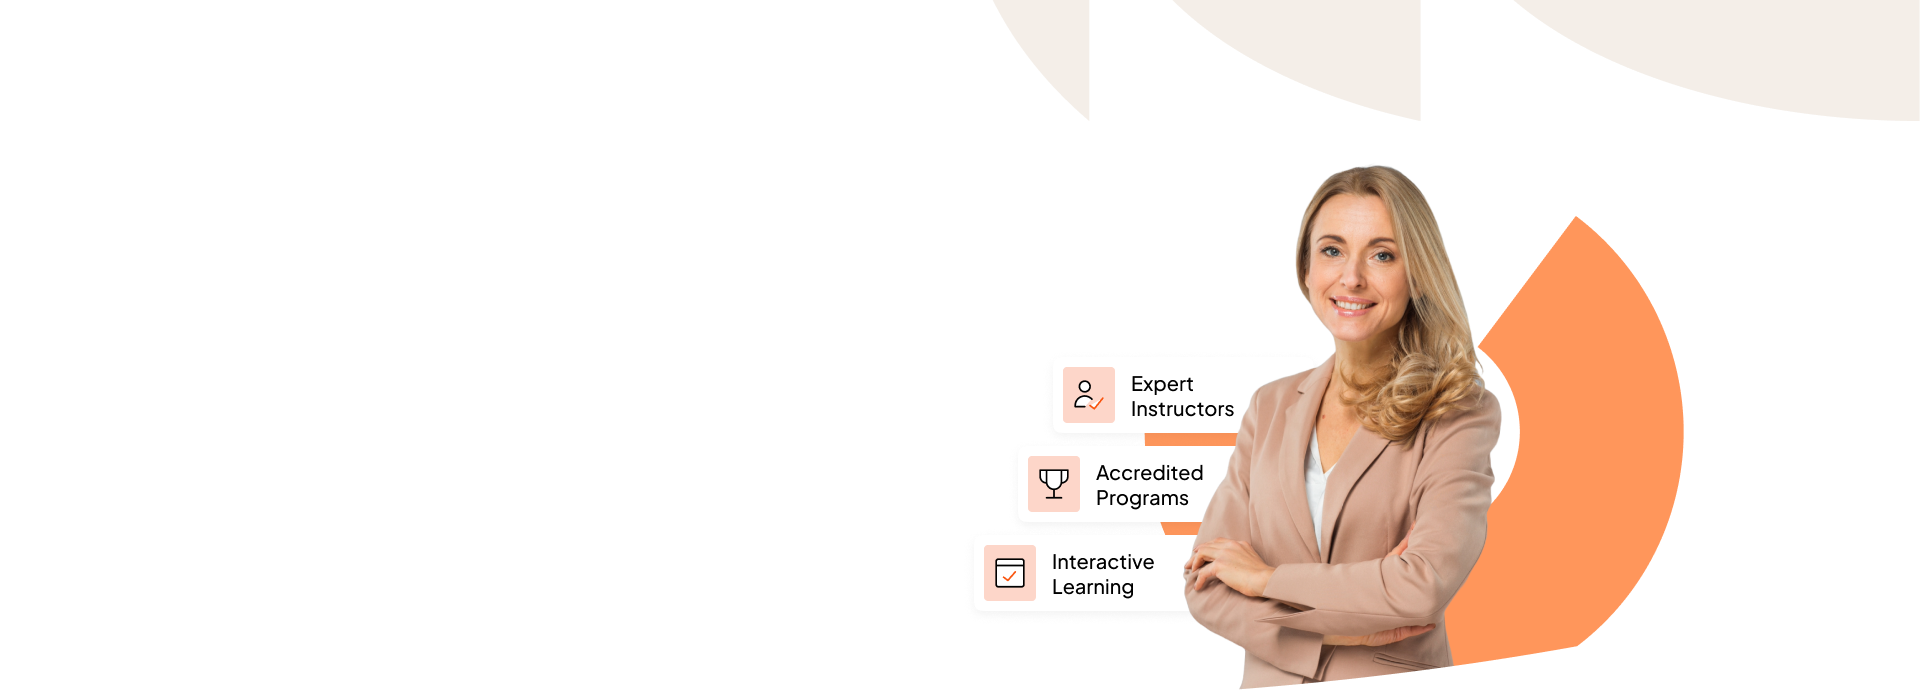 Expert
Instructors
Accredited
Programs
Interactive
Learning